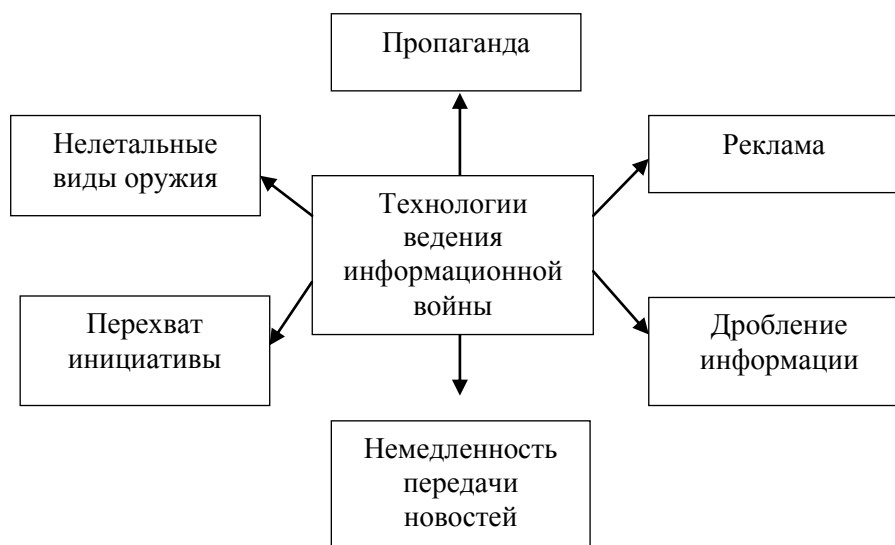 Пропаганда
Нелетальные
виды оружия
Реклама
Технологии
ведения
информационной
войны
Перехват
инициативы
Дробление
информации
Немедленность
передачи
новостей